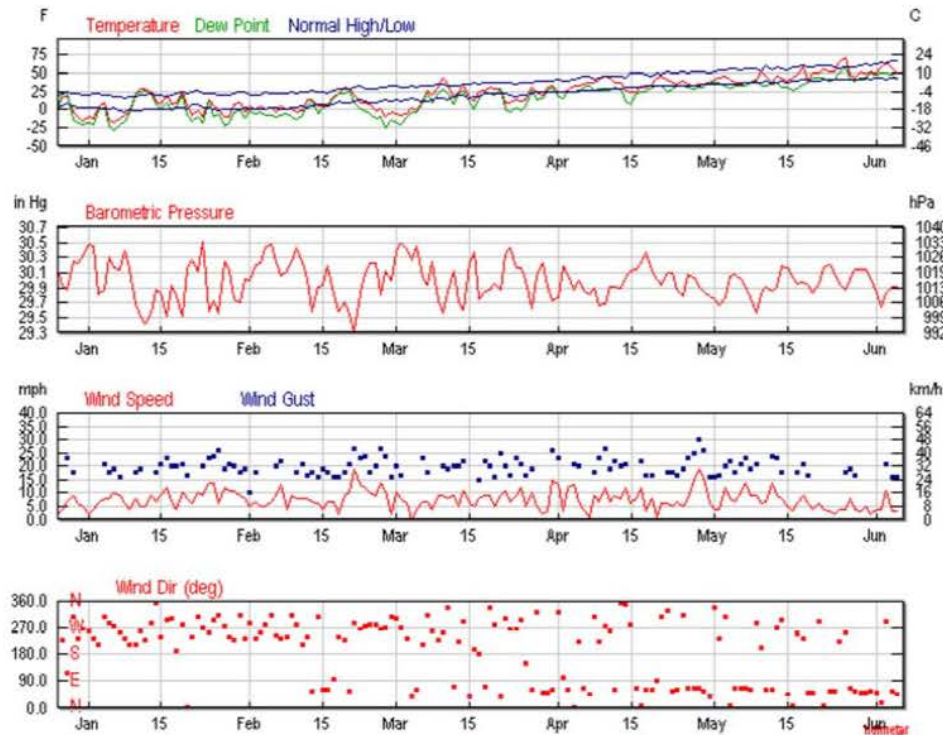 F Temperature Dew Point Normal High/Low C
75 24
50 10
25 -4
0 -18
-25 -32
-50 -46
Jan 15 Feb 15 Mar 15 Apr 15 May 15 Jun
in Hg Barometric Pressure hPa
30.7 1040
30.5 1033
30.3 1026
30.1 1019
29.9 1013
29.7 1006
29.5 999
29.3 992
Jan 15 Feb 15 Mar 15 Apr 15 May 15 Jun
mph Wind Speed Wind Gust km/h
40.0 64
35.0 56
30.0 48
25.0 40
20.0 32
15.0 24
10.0 16
5.0 8
0.0 0
Jan 15 Feb 15 Mar 15 Apr 15 May 15 Jun
Wind Dir (deg)
360.0 N
270.0 W
180.0 S
90.0 E
0.0 N
Jan 15 Feb 15 Mar 15 Apr 15 May 15 Jun